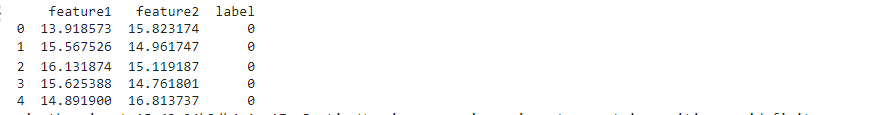 feature1 feature2 label
0 13.918573 15.823174 0
1 15.567526 14.961747 0
2 16.131874 15.119187 0
3 15.625388 14.761801 0
4 14.891900 16.813737 0